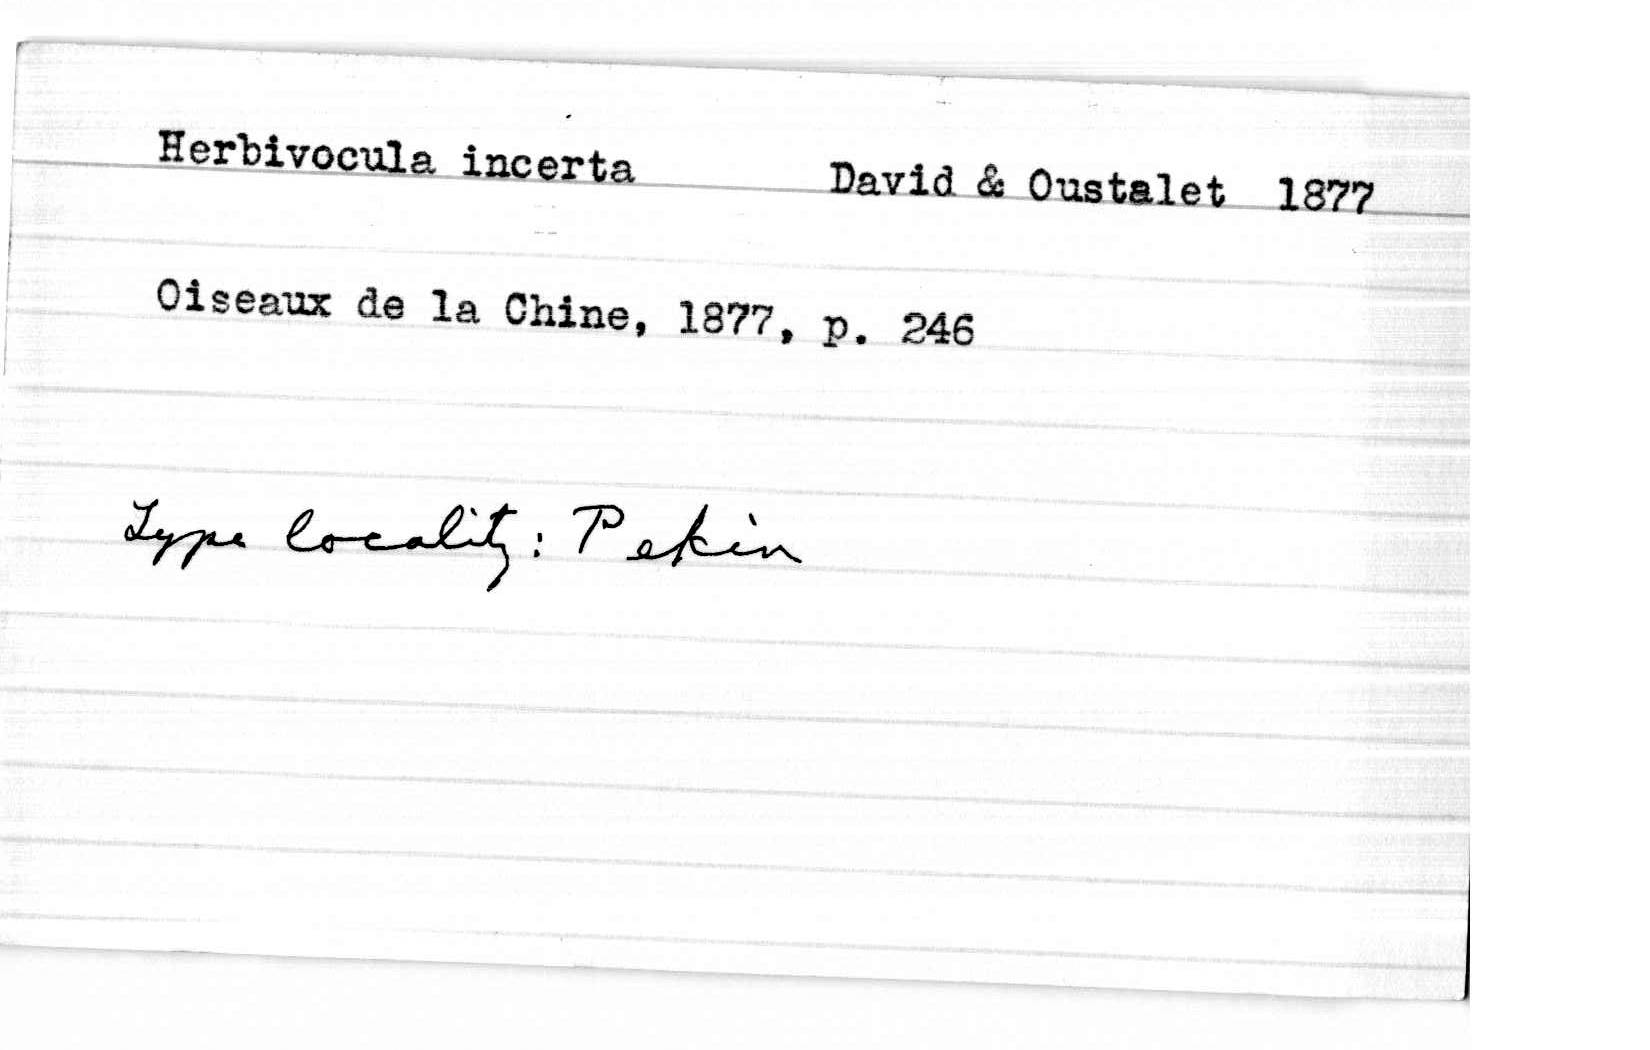 Herbivocula incerta David & Oustalet 1877
Oiseaux de la Chine, 1877, p. 246
Type locality: Pekin